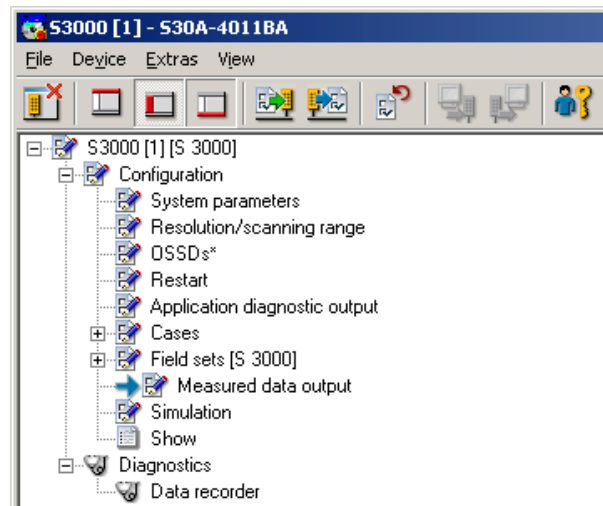 S3000 [1] - S30A-4011BA
File Device Extras View
S3000 [1] [S 3000]
Configuration
System parameters
Resolution/scanning range
OSSDs*
Restart
Application diagnostic output
Cases
Field sets [S 3000]
Measured data output
Simulation
Show
Diagnostics
Data recorder